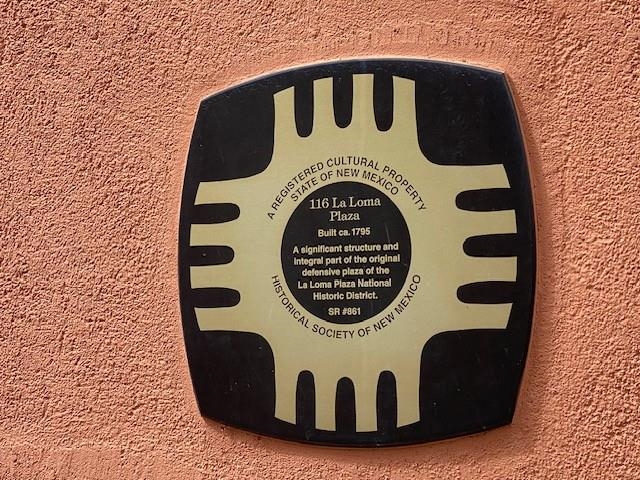 A REGISTERED CULTURAL PROPERTY
STATE OF NEW MEXICO
116 La Loma
Plaza
Built ca. 1795
A significant structure and
integral part of the original
defensive plaza of the
La Loma Plaza National
Historic District.
SR #861
HISTORICAL SOCIETY OF NEW MEXICO